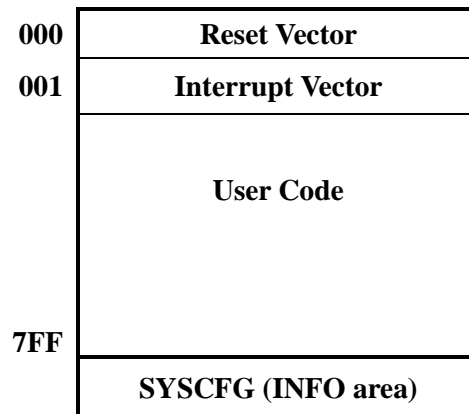 000 Reset Vector
001 Interrupt Vector
User Code
7FF
SYSCFG (INFO area)